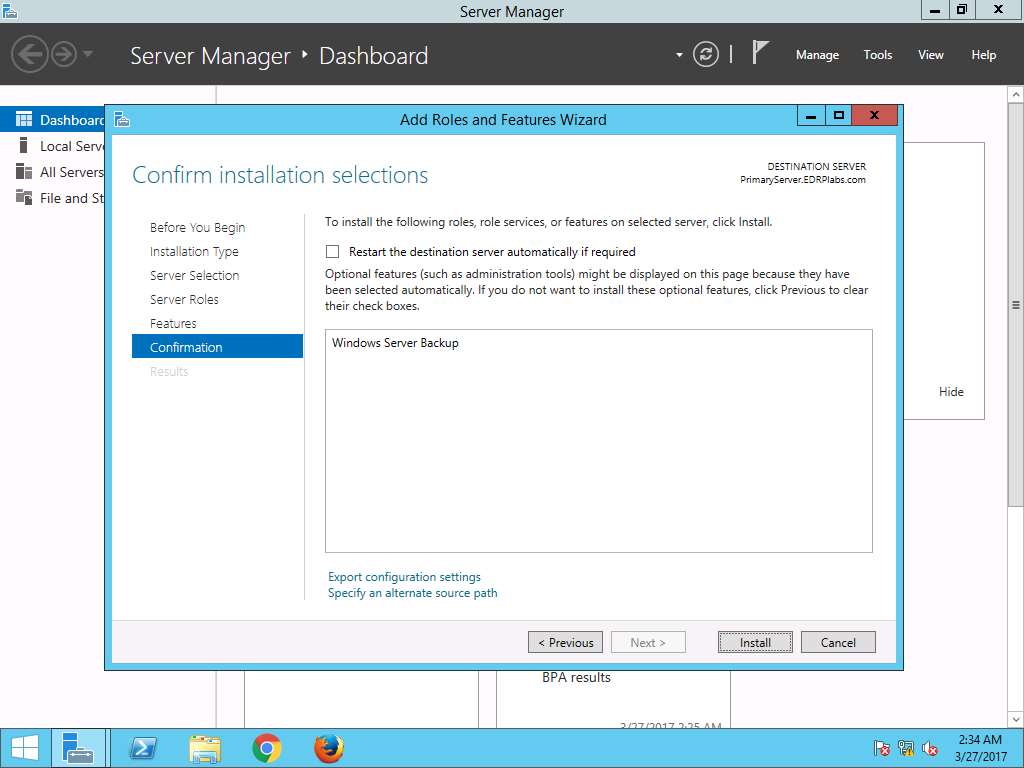 Server Manager
Server Manager ‣ Dashboard
Manage Tools View Help
Dashboard
Local Serve
All Servers
File and St
Add Roles and Features Wizard
Confirm installation selections
DESTINATION SERVER
PrimaryServer.EDRPlabs.com
Before You Begin
Installation Type
Server Selection
Server Roles
Features
Confirmation
Results
To install the following roles, role services, or features on selected server, click Install.
Restart the destination server automatically if required
Optional features (such as administration tools) might be displayed on this page because they have
been selected automatically. If you do not want to install these optional features, click Previous to clear
their check boxes.
Windows Server Backup
Export configuration settings
Specify an alternate source path
< Previous Next > Install Cancel
Hide
BPA results
3/27/2017 2:25 AM
2:34 AM
3/27/2017